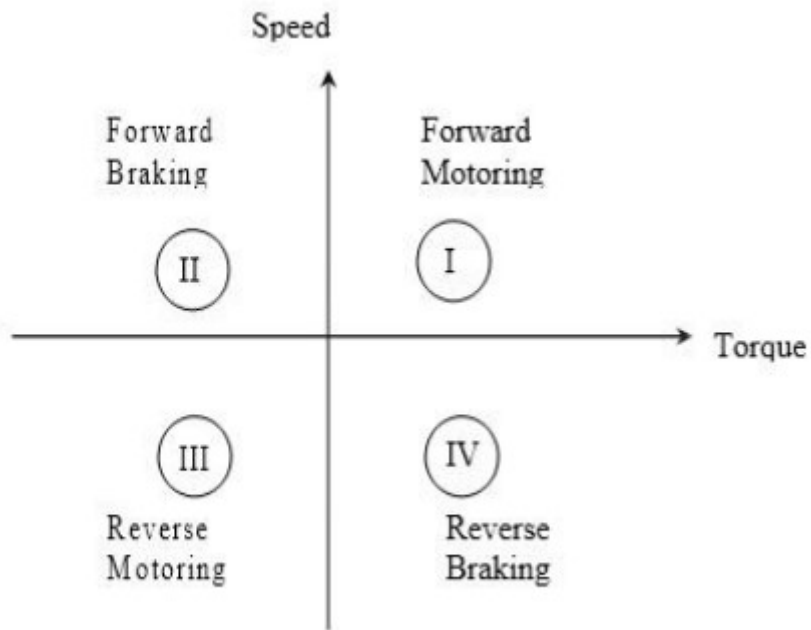 Speed
Forward
Braking
Forward
Motoring
II
I
Torque
III
IV
Reverse
Motoring
Reverse
Braking